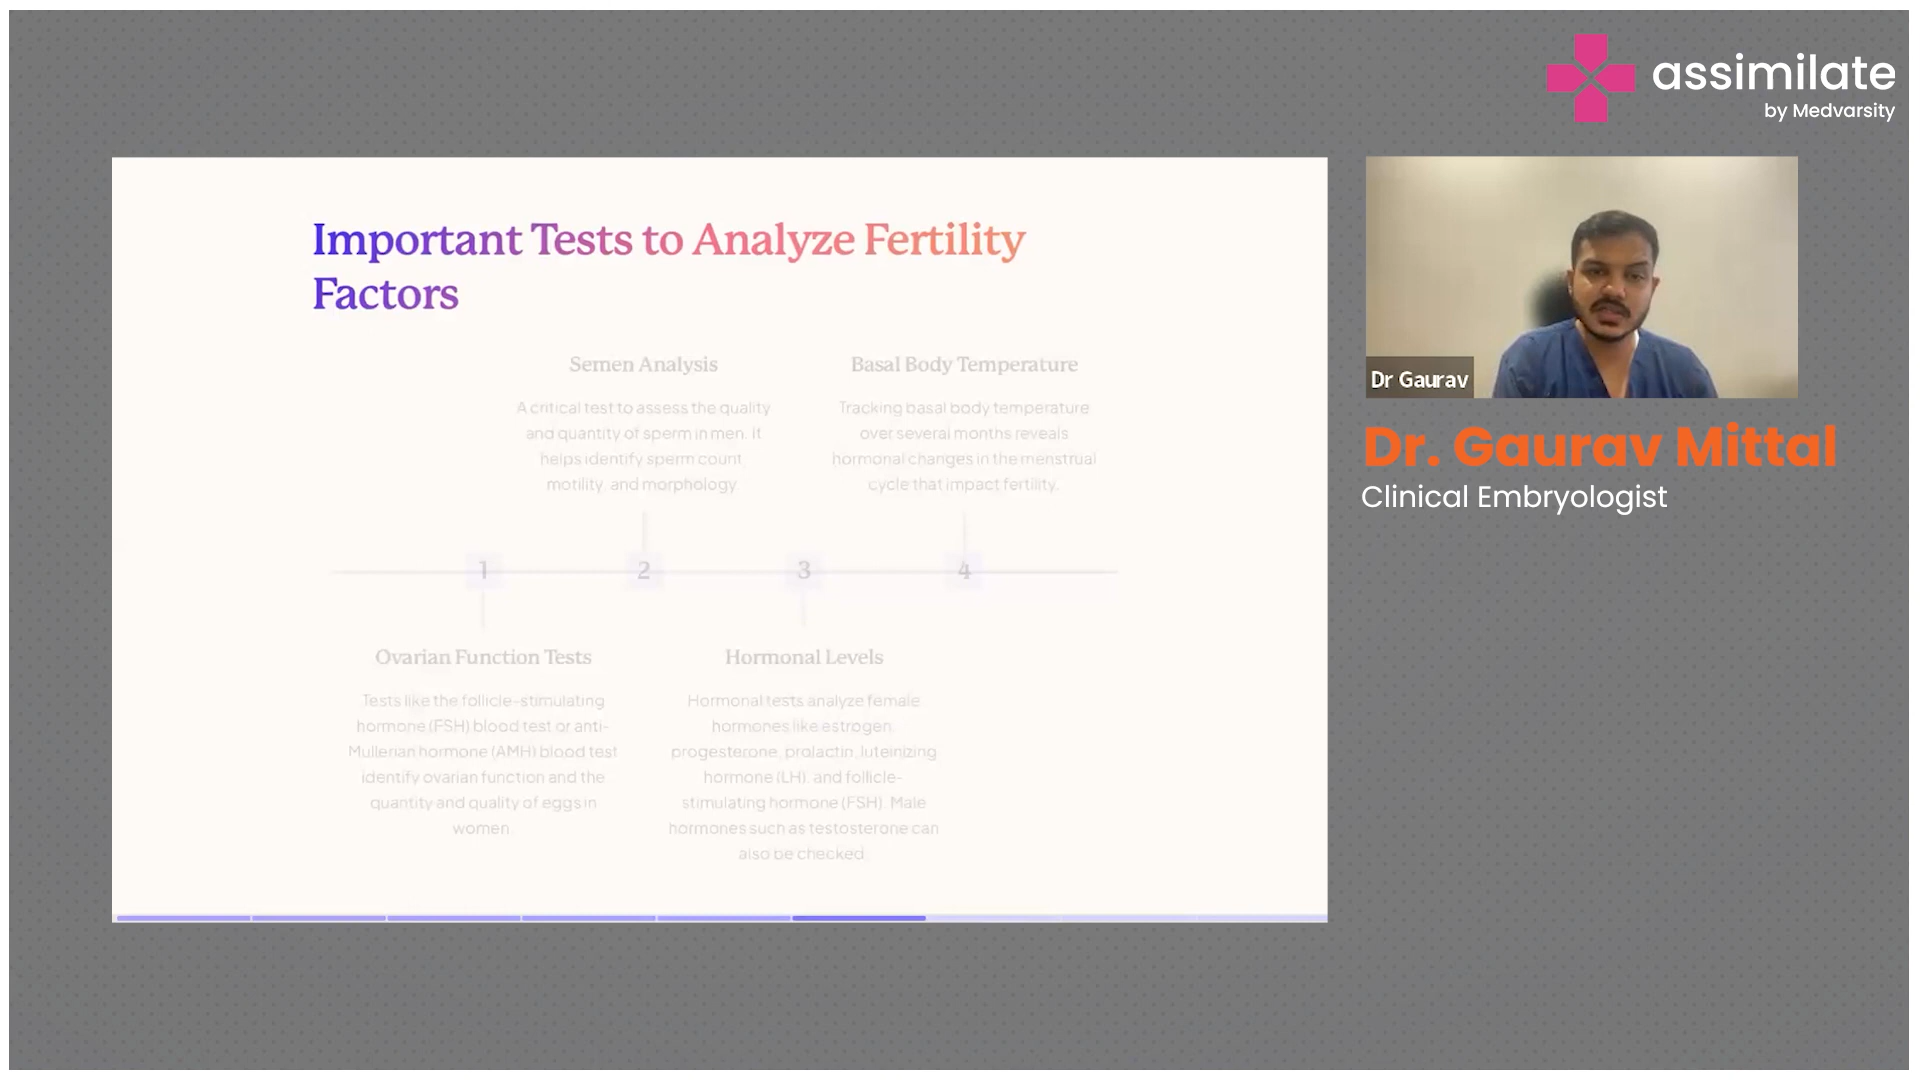 assimilate
by Medvarsity
Important Tests to Analyze Fertility
Factors
Semen Analysis
A critical test to assess the quality
and quantity of sperm in men. It
helps identify sperm count,
motility, and morphology.
Basal Body Temperature
Tracking basal body temperature
over several months reveals
hormonal changes in the menstrual
cycle that impact fertility.
1
2
3
4
Ovarian Function Tests
Tests like the follicle-stimulating
hormone (FSH) blood test or anti-
Mullerian hormone (AMH) blood test
identify ovarian function and the
quantity and quality of eggs in
women.
Hormonal Levels
Hormonal tests analyze female
hormones like estrogen,
progesterone, prolactin, luteinizing
hormone (LH), and follicle-
stimulating hormone (FSH). Male
hormones such as testosterone can
also be checked.
Dr Gaurav
Dr. Gaurav Mittal
Clinical Embryologist